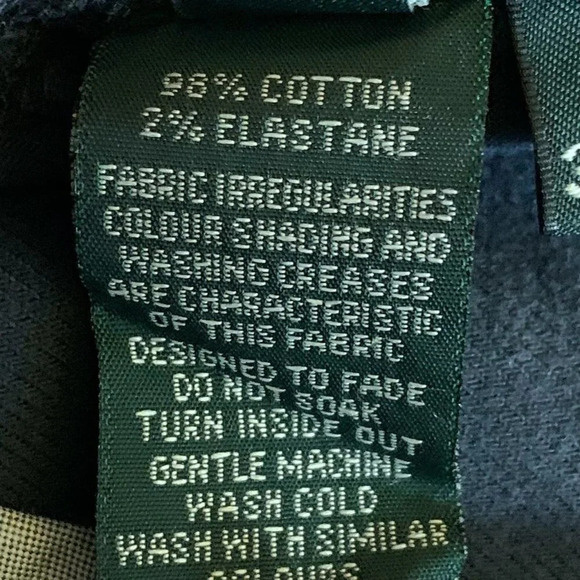 98% COTTON
2% ELASTANE
FABRIC IRREGULARITIES
COLOUR SHADING AND
WASHING CREASES
ARE CHARACTERISTIC
OF THIS FABRIC
DESIGNED TO FADE
DO NOT SOAK
TURN INSIDE OUT
GENTLE MACHINE
WASH COLD
WASH WITH SIMILAR
COLOURS